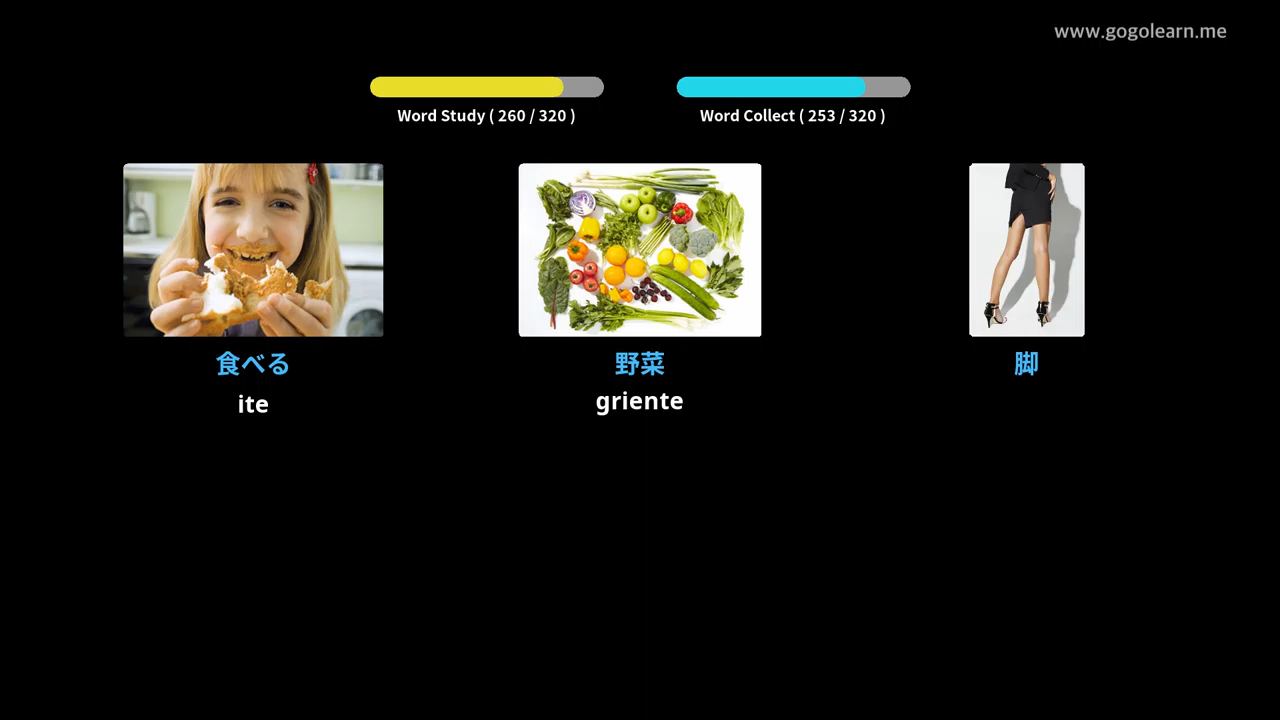 www.gogolearn.me
Word Study ( 260 / 320 )
Word Collect ( 253 / 320 )
食べる
野菜
脚
ite
griente